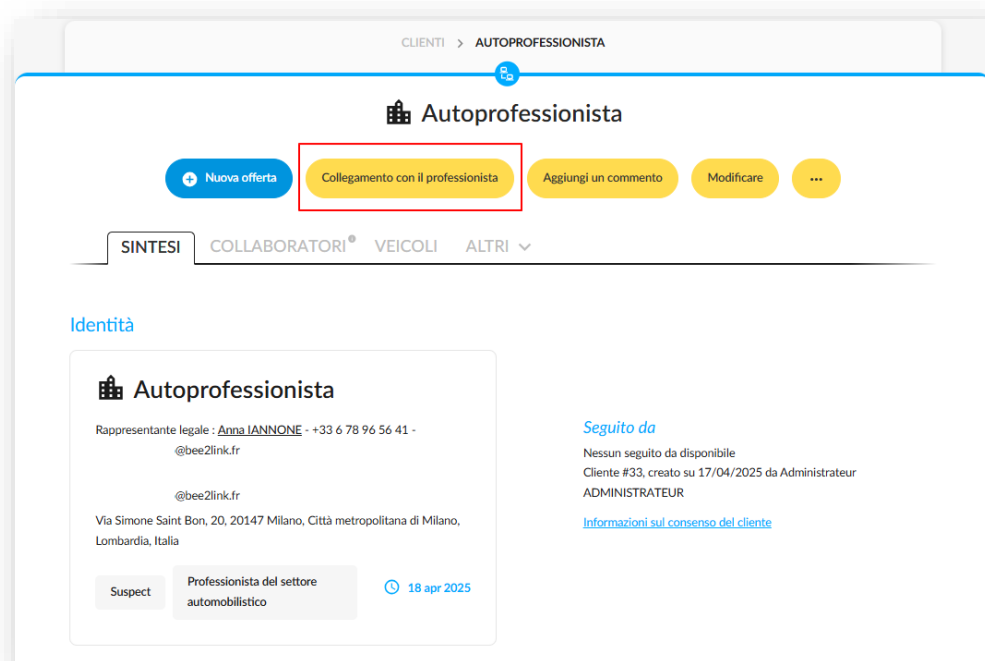 CLIENTI > AUTOPROFESSIONISTA
Autoprofessionista
Nuova offerta
Collegamento con il professionista
Aggiungi un commento
Modificare
...
SINTESI
COLLABORATORI
VEICOLI
ALTRI
Identità
Autoprofessionista
Rappresentante legale : Anna IANNONE - +33 6 78 96 56 41 -
@bee2link.fr
@bee2link.fr
Via Simone Saint Bon, 20, 20147 Milano, Città metropolitana di Milano,
Lombardia, Italia
Suspect
Professionista del settore
automobilistico
18 apr 2025
Seguito da
Nessun seguito da disponibile
Cliente #33, creato su 17/04/2025 da Administrateur
ADMINISTRATEUR
Informazioni sul consenso del cliente